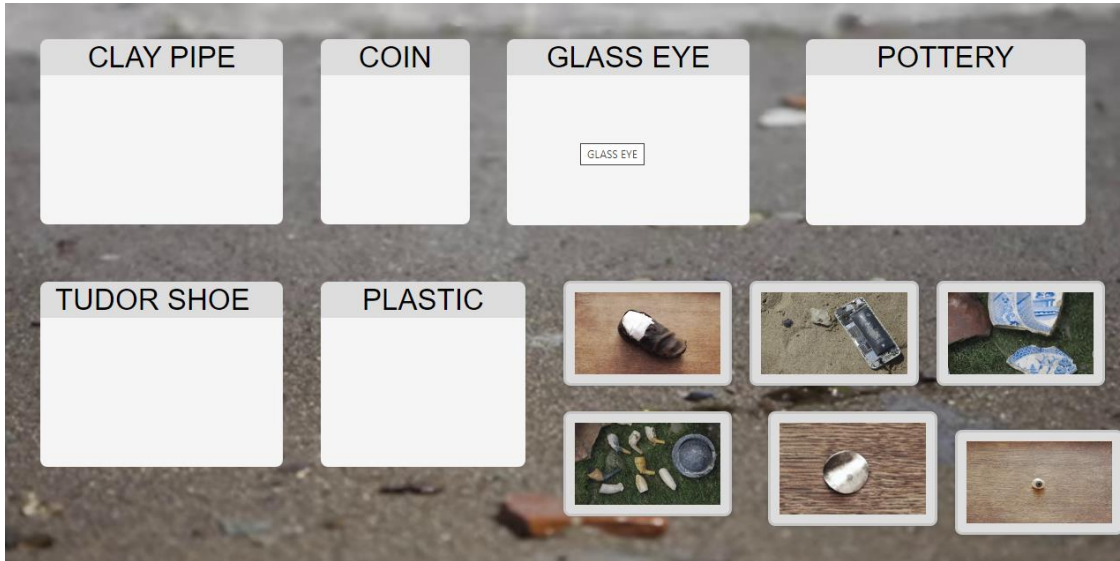 CLAY PIPE
COIN
GLASS EYE
POTTERY
GLASS EYE
TUDOR SHOE
PLASTIC